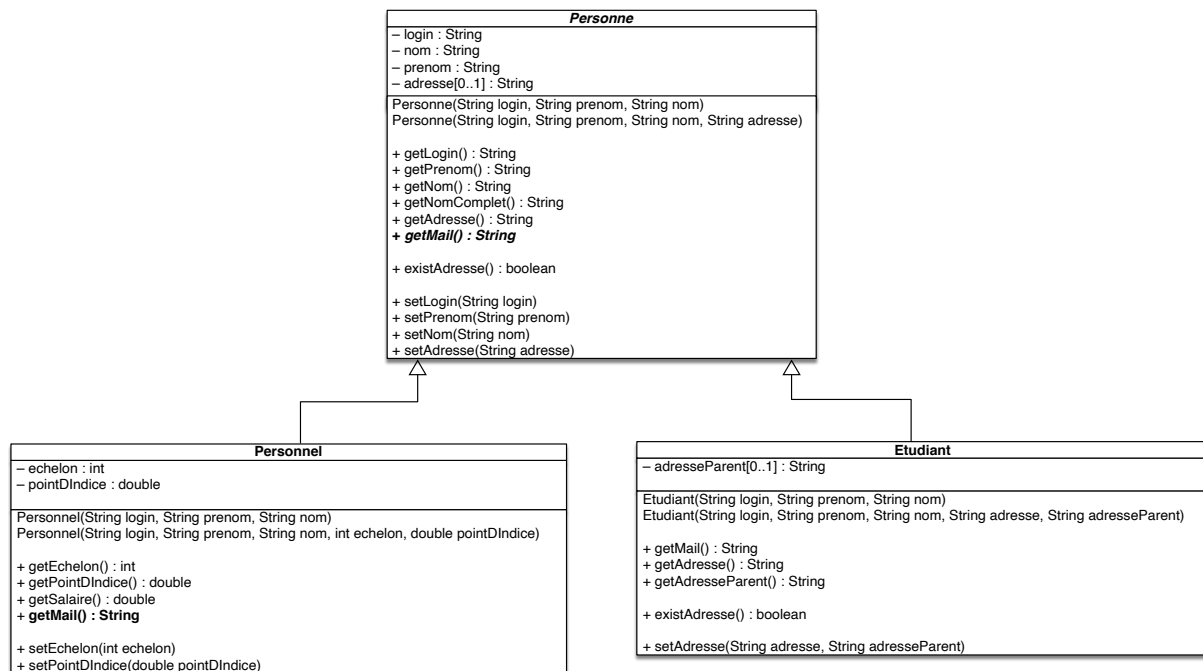 Personne
– login : String
– nom : String
– prenom : String
– adresse[0..1] : String
Personne(String login, String prenom, String nom)
Personne(String login, String prenom, String nom, String adresse)
+ getLogin() : String
+ getPrenom() : String
+ getNom() : String
+ getNomComplet() : String
+ getAdresse() : String
+ getMail() : String
+ existAdresse() : boolean
+ setLogin(String login)
+ setPrenom(String prenom)
+ setNom(String nom)
+ setAdresse(String adresse)
Personnel
– echelon : int
– pointDIndice : double
Personnel(String login, String prenom, String nom)
Personnel(String login, String prenom, String nom, int echelon, double pointDIndice)
+ getEchelon() : int
+ getPointDIndice() : double
+ getSalaire() : double
+ getMail() : String
+ setEchelon(int echelon)
+ setPointDIndice(double pointDIndice)
Etudiant
– adresseParent[0..1] : String
Etudiant(String login, String prenom, String nom)
Etudiant(String login, String prenom, String nom, String adresse, String adresseParent)
+ getMail() : String
+ getAdresse() : String
+ getAdresseParent() : String
+ existAdresse() : boolean
+ setAdresse(String adresse, String adresseParent)